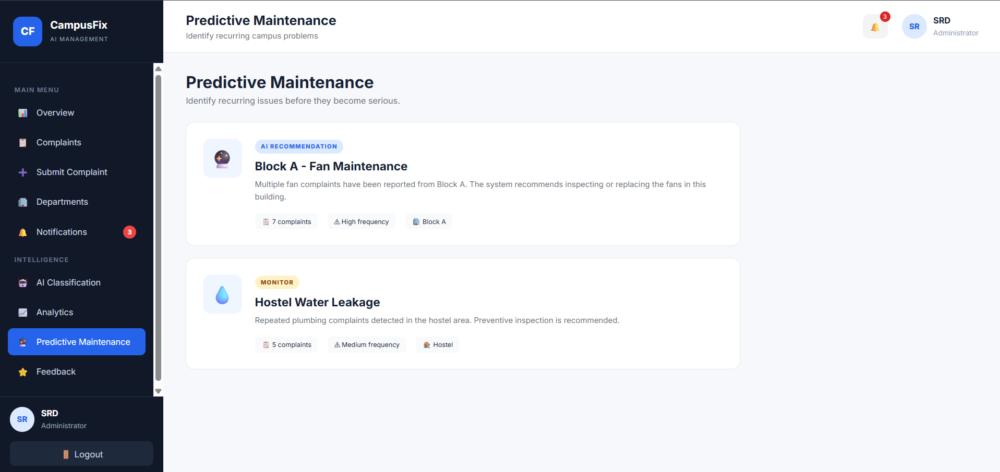 CF
CampusFix
AI MANAGEMENT
MAIN MENU
Overview
Complaints
Submit Complaint
Departments
Notifications
3
INTELLIGENCE
AI Classification
Analytics
Predictive Maintenance
Feedback
SR
SRD
Administrator
Logout
Predictive Maintenance
Identify recurring campus problems
3
SR
SRD
Administrator
Predictive Maintenance
Identify recurring issues before they become serious.
AI RECOMMENDATION
Block A - Fan Maintenance
Multiple fan complaints have been reported from Block A. The system recommends inspecting or replacing the fans in this
building.
7 complaints
High frequency
Block A
MONITOR
Hostel Water Leakage
Repeated plumbing complaints detected in the hostel area. Preventive inspection is recommended.
5 complaints
Medium frequency
Hostel